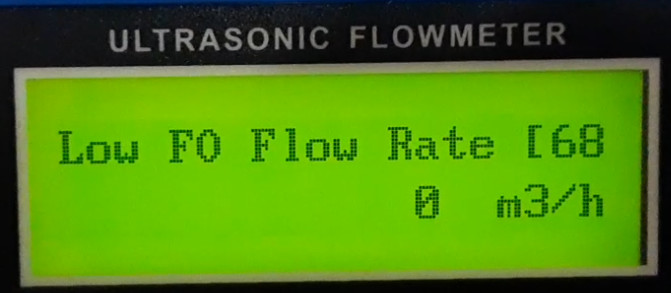 ULTRASONIC FLOWMETER
Low FO Flow Rate [68
0 m3/h